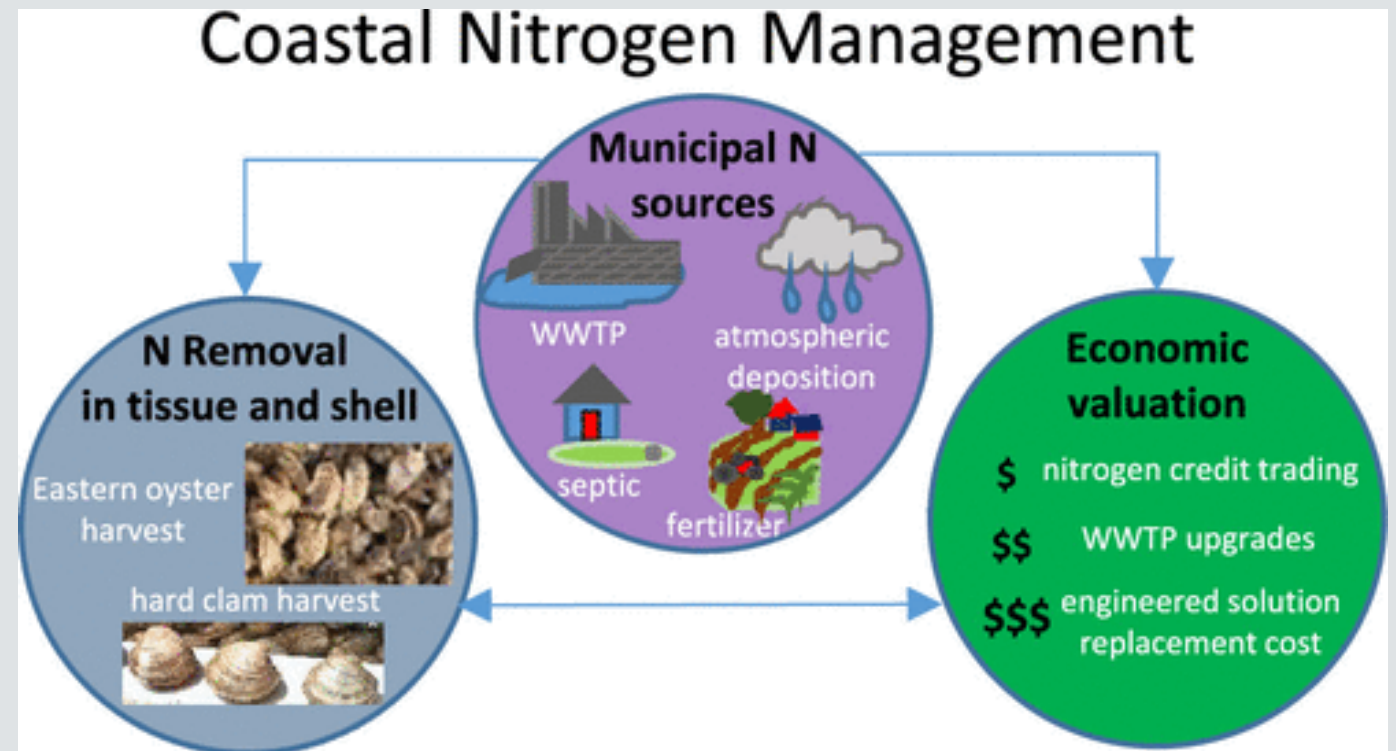 Coastal Nitrogen Management
Municipal N
sources
WWTP
atmospheric
deposition
septic
fertilizer
N Removal
in tissue and shell
Eastern oyster
harvest
hard clam harvest
Economic
valuation
$ nitrogen credit trading
$$ WWTP upgrades
$$$ engineered solution
replacement cost